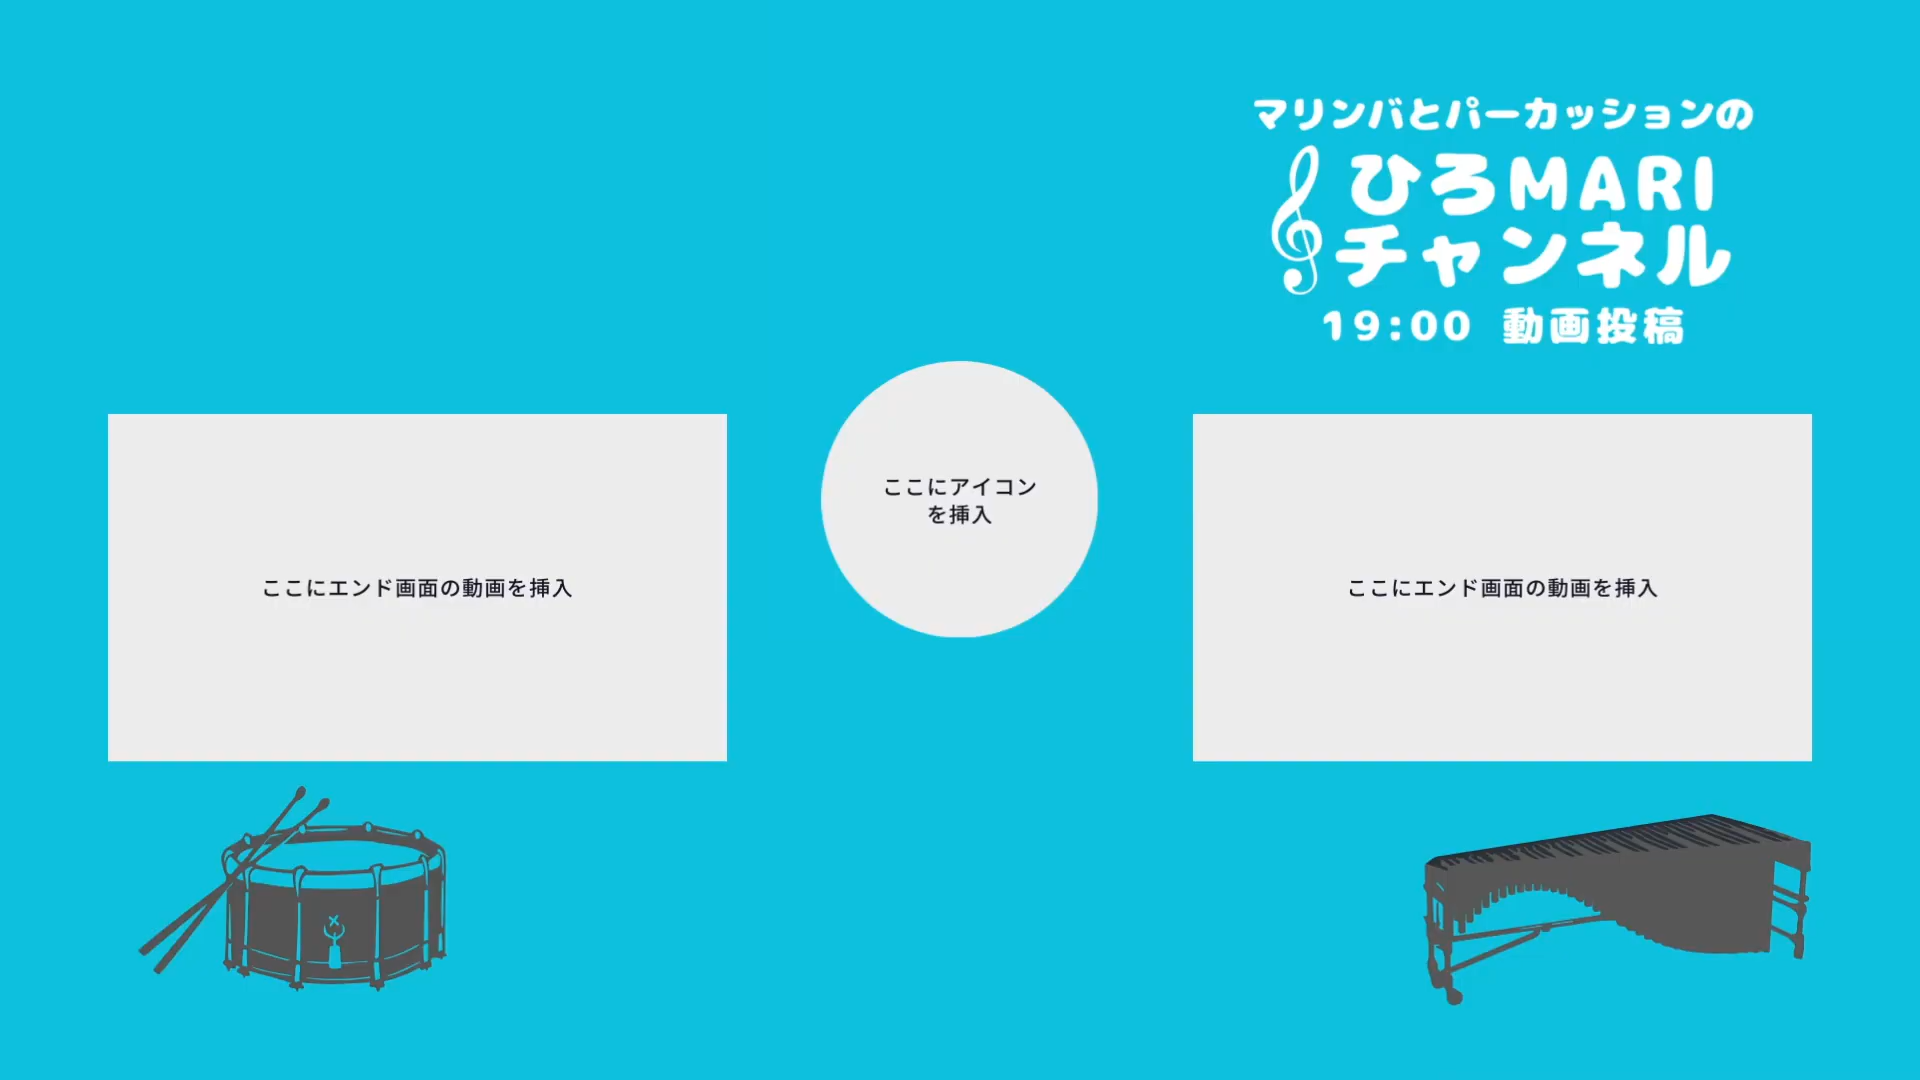 マリンバとパーカッションの
ひろMARI
チャンネル
19:00 動画投稿
ここにアイコン
を挿入
ここにエンド画面の動画を挿入
ここにエンド画面の動画を挿入